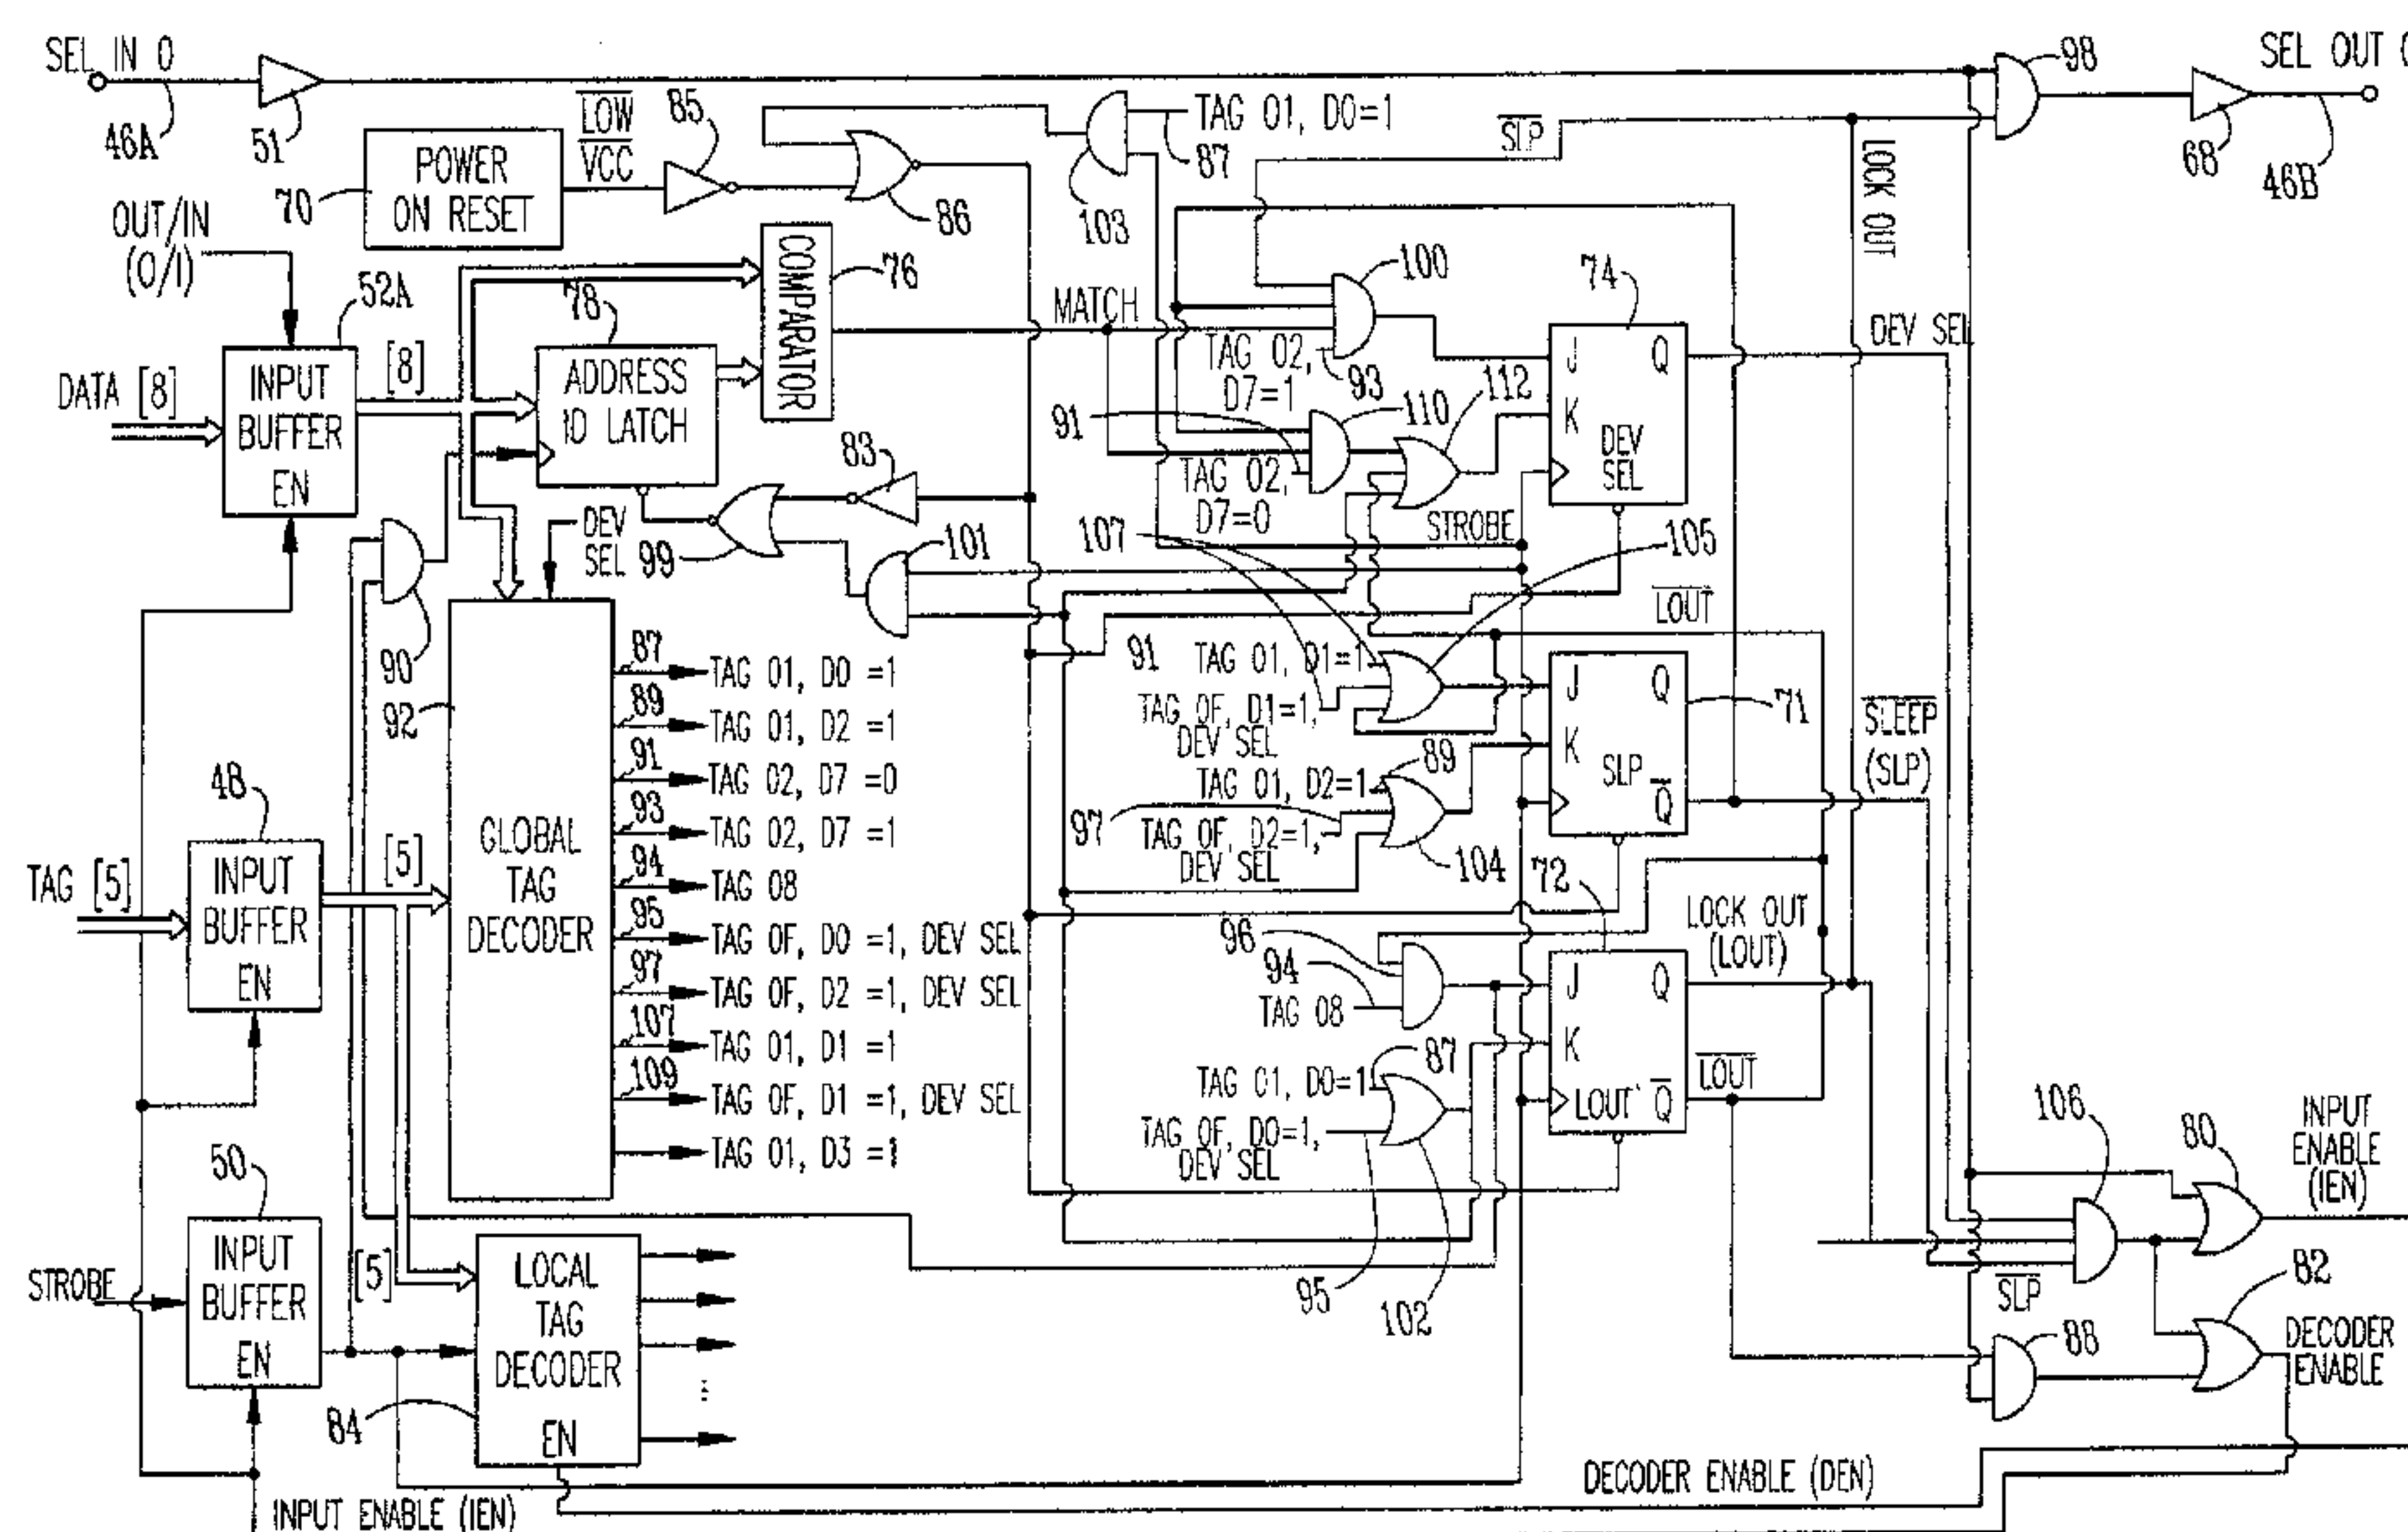 SEL IN 0
46A
51
98
SEL OUT
68
46B
POWER
ON RESET
70
LOW
VCC
85
86
103
TAG 01, D0=1
87
SLP
LOCK OUT
OUT/IN
(0/1)
52A
DATA [8]
INPUT
BUFFER
EN
[8]
78
ADDRESS
ID LATCH
COMPARATOR
76
MATCH
100
TAG 02,
D7=1
93
91
110
112
TAG 02,
D7=0
74
J
Q
K
DEV
SEL
DEV SEL
83
99
101
DEV
SEL
90
STROBE
107
105
LOUT
91
TAG 01, D1=1
TAG 0F, D1=1,
DEV SEL
J
Q
K
SLP
Q
71
SLEEP
(SLP)
89
TAG 01, D2=1
97
TAG 0F, D2=1,
DEV SEL
104
92
GLOBAL
TAG
DECODER
87
TAG 01, D0 =1
89
TAG 01, D2 =1
91
TAG 02, D7 =0
93
TAG 02, D7 =1
94
TAG 08
95
TAG 0F, D0 =1, DEV SEL
97
TAG 0F, D2 =1, DEV SEL
107
TAG 01, D1 =1
109
TAG 0F, D1 =1, DEV SEL
TAG 01, D3 =1
48
TAG [5]
INPUT
BUFFER
EN
[5]
72
96
94
TAG 08
J
Q
K
LOUT
Q
LOCK OUT
(LOUT)
LOUT
87
TAG 01, D0=1
TAG 0F, D0=1,
DEV SEL
95
102
106
80
INPUT
ENABLE
(IEN)
SLP
88
82
DECODER
ENABLE
50
STROBE
INPUT
BUFFER
EN
[5]
LOCAL
TAG
DECODER
EN
84
DECODER ENABLE (DEN)
INPUT ENABLE (IEN)